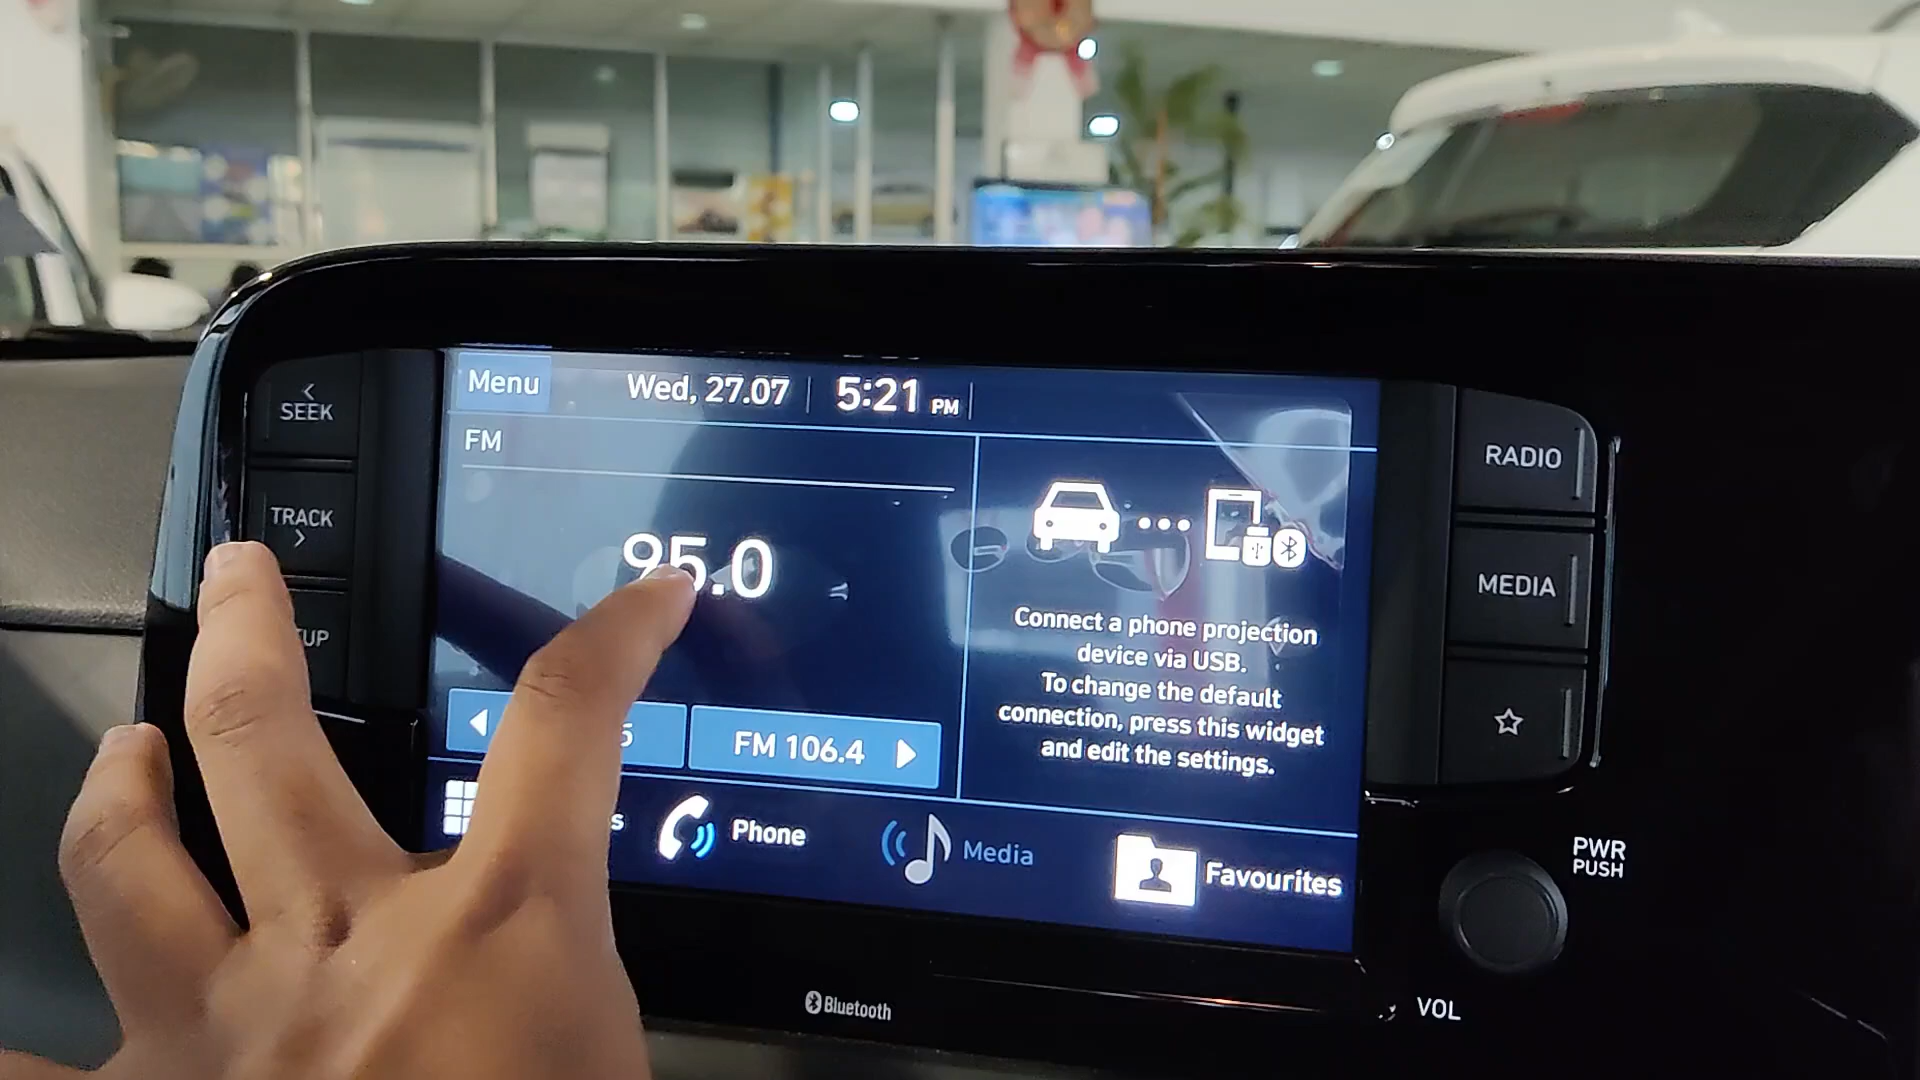 Menu
Wed, 27.07
5:21 PM
SEEK
TRACK
FM
95.0
FM 106.4
Connect a phone projection
device via USB.
To change the default
connection, press this widget
and edit the settings.
Phone
Media
Favourites
RADIO
MEDIA
PWR
PUSH
VOL
Bluetooth